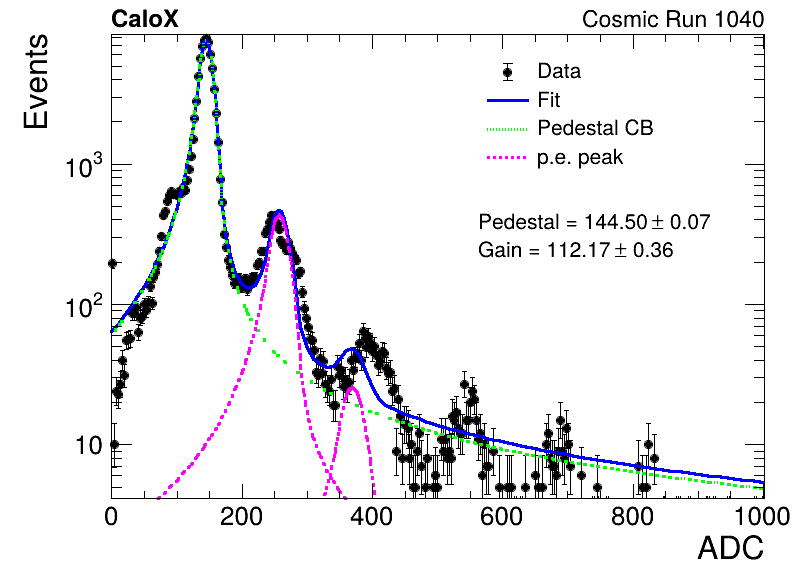 CaloX Cosmic Run 1040
Events
Data
Fit
Pedestal CB
p.e. peak
Pedestal = 144.50 ± 0.07
Gain = 112.17 ± 0.36
10³
10²
10
0 200 400 600 800 1000
ADC